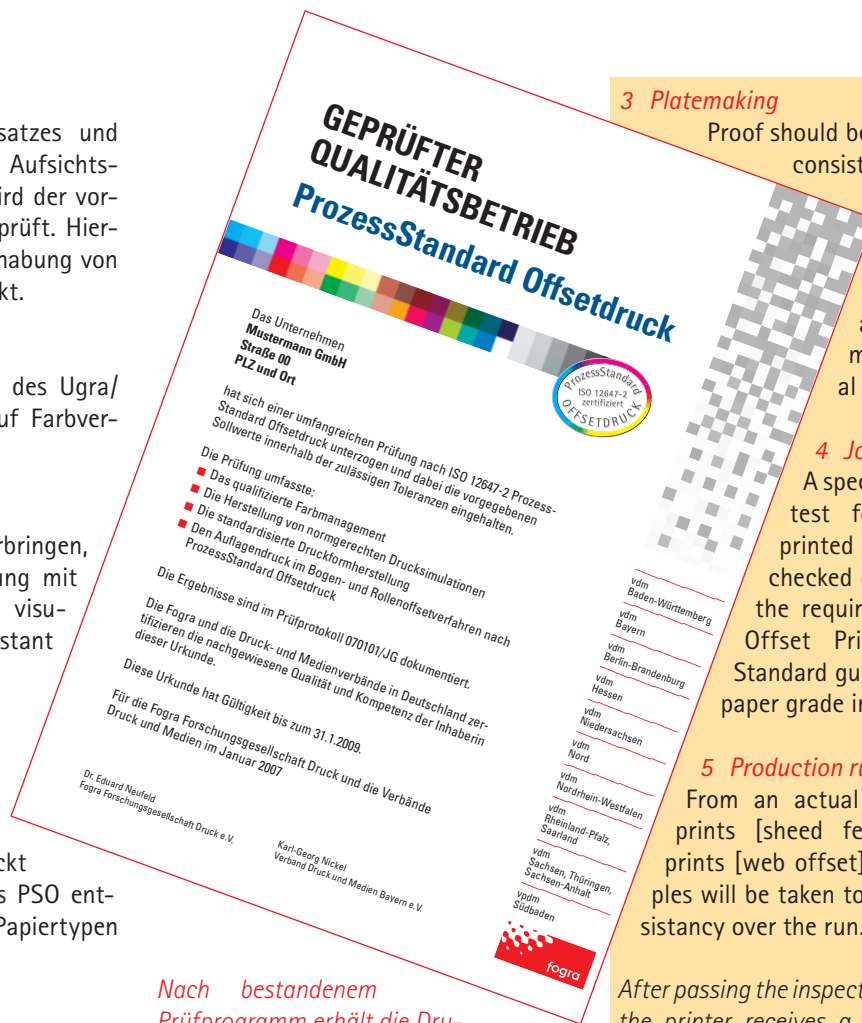 satzes und
Aufsichts-
ird der vor-
prüft. Hier-
habung von
kt.
des Ugra/
uf Farbver-
rbringen,
ung mit
visu-
stant
ckt
s PSO ent-
Papiertypen
GEPRÜFTER
QUALITÄTSBETRIEB
ProzessStandard Offsetdruck
Das Unternehmen
Mustermann GmbH
Straße 00
PLZ und Ort
ProzessStandard
ISO 12647-2
zertifiziert
OFFSETDRUCK
hat sich einer umfangreichen Prüfung nach ISO 12647-2 Prozess-
Standard Offsetdruck unterzogen und dabei die vorgegebenen
Sollwerte innerhalb der zulässigen Toleranzen eingehalten.
Die Prüfung umfasste:
Das qualifizierte Farbmanagement
Die Herstellung von normgerechten Drucksimulationen
Die standardisierte Druckformherstellung
Den Auflagendruck im Bogen- und Rollenoffsetverfahren nach
ProzessStandard Offsetdruck
Die Ergebnisse sind im Prüfprotokoll 070101/JG dokumentiert.
Die Fogra und die Druck- und Medienverbände in Deutschland zer-
tifizieren die nachgewiesene Qualität und Kompetenz der Inhaberin
dieser Urkunde.
Diese Urkunde hat Gültigkeit bis zum 31.1.2009.
Für die Fogra Forschungsgesellschaft Druck und die Verbände
Druck und Medien im Januar 2007
Dr. Eduard Neufeld
Fogra Forschungsgesellschaft Druck e.V.
Karl-Georg Nickel
Verband Druck und Medien Bayern e.V.
vdm
Baden-Württemberg
vdm
Bayern
vdm
Berlin-Brandenburg
vdm
Hessen
vdm
Niedersachsen
vdm
Nord
vdm
Nordrhein-Westfalen
vdm
Rheinland-Pfalz,
Saarland
vdm
Sachsen, Thüringen,
Sachsen-Anhalt
vpdm
Südbaden
fogra
Nach bestandenem
Prüfprogramm erhält die Dru-
3 Platemaking
Proof should be
consist
a
m
al
4 Jo
A spec
test fo
printed
checked
the requir
Offset Pri
Standard gu
paper grade in
5 Production ru
From an actual
prints [sheed fe
prints [web offset]
ples will be taken to
sistancy over the run.
After passing the inspect
the printer receives a